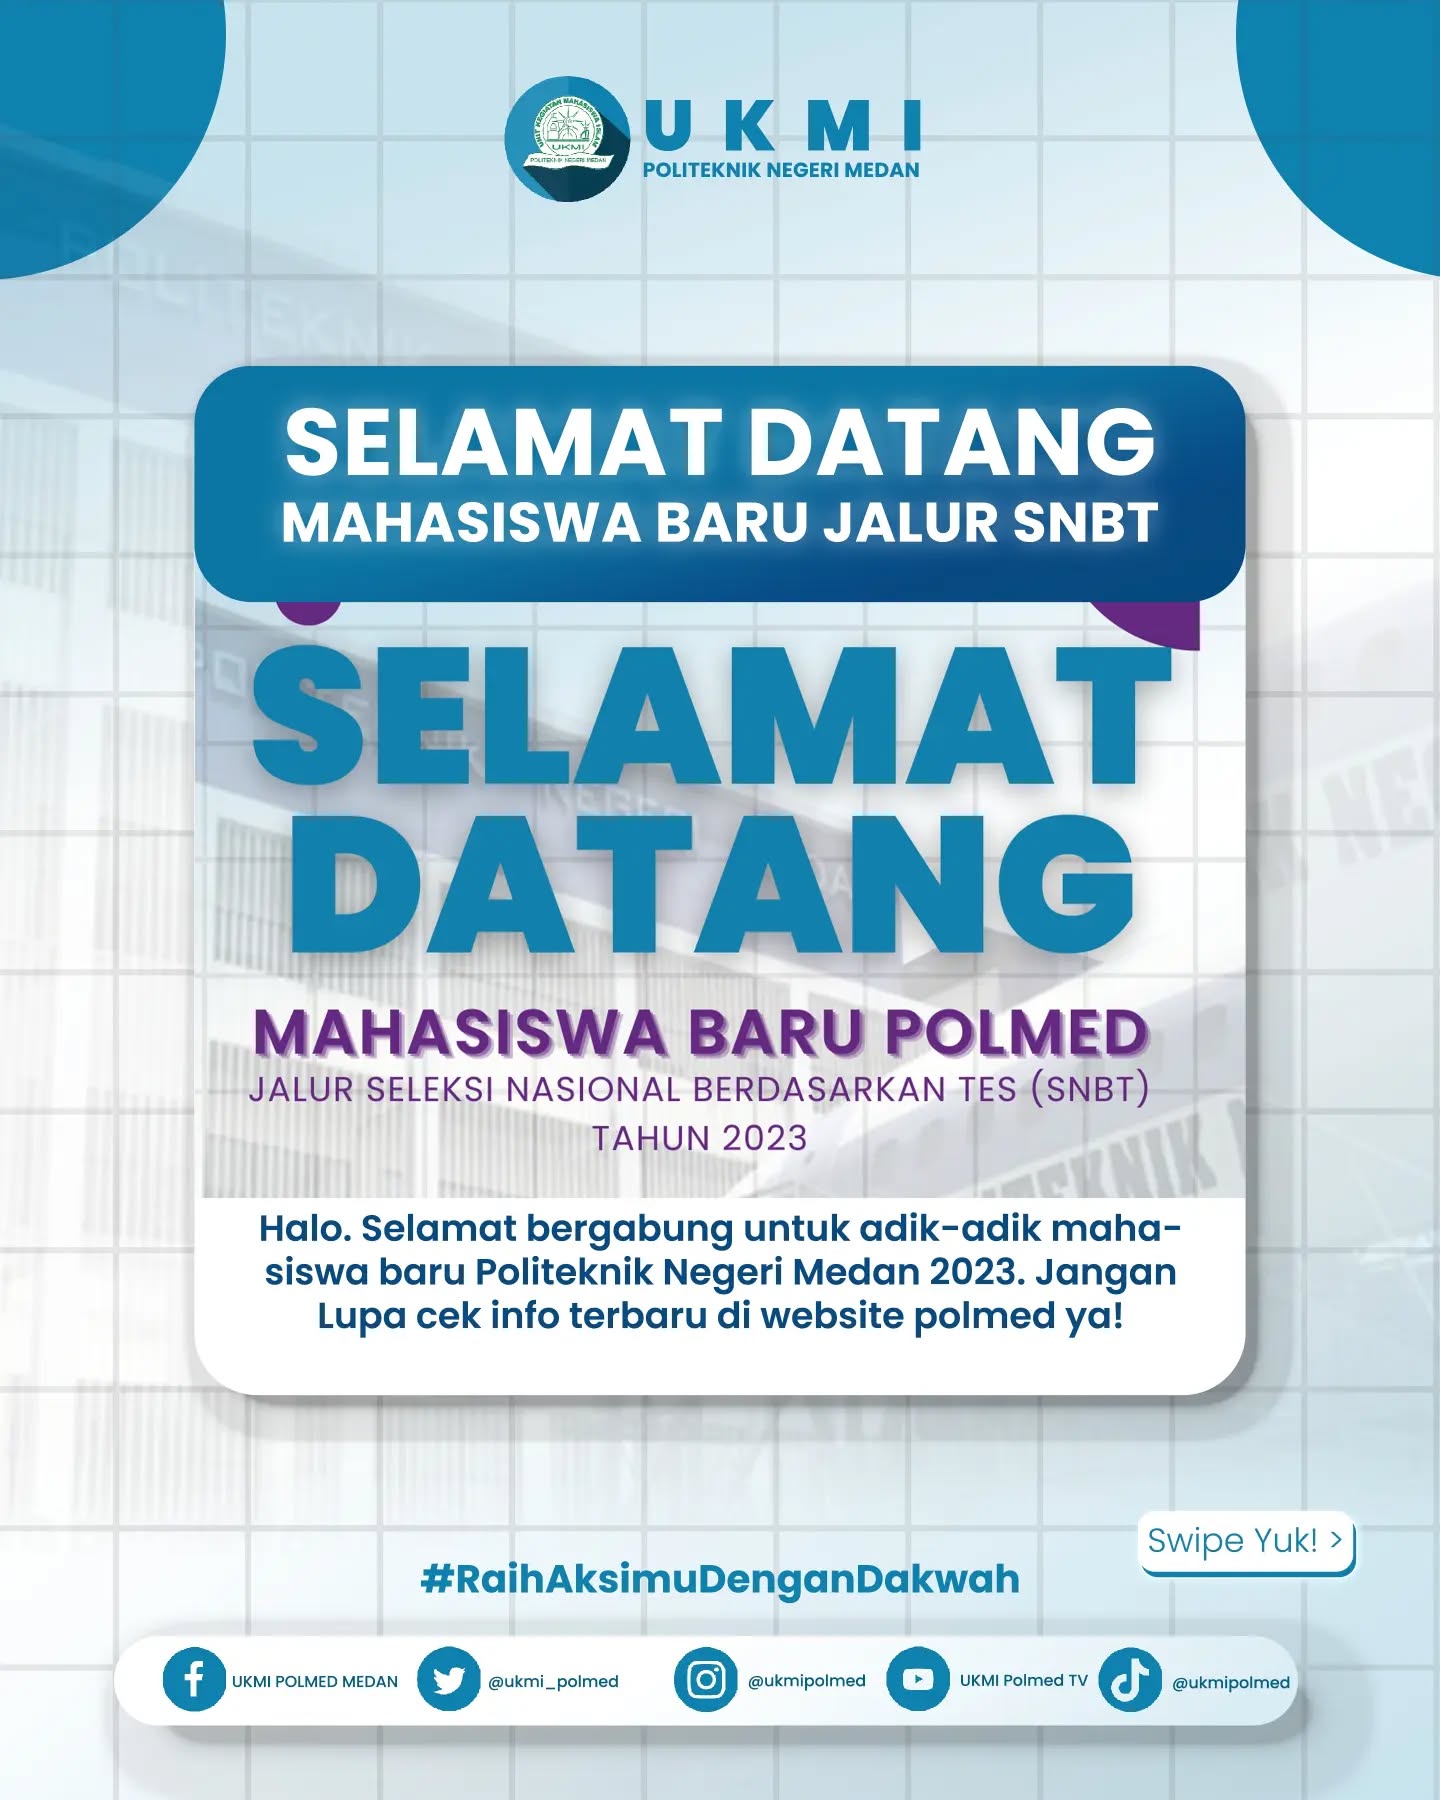 UNIT KEGIATAN MAHASISWA ISLAM
UKMI
POLITEKNIK NEGERI MEDAN
UKMI
POLITEKNIK NEGERI MEDAN
POLITEKNIK
SELAMAT DATANG
MAHASISWA BARU JALUR SNBT
SELAMAT
DATANG
MAHASISWA BARU POLMED
JALUR SELEKSI NASIONAL BERDASARKAN TES (SNBT)
TAHUN 2023
Halo. Selamat bergabung untuk adik-adik maha-
siswa baru Politeknik Negeri Medan 2023. Jangan
Lupa cek info terbaru di website polmed ya!
Swipe Yuk! >
#RaihAksimuDenganDakwah
UKMI POLMED MEDAN
@ukmi_polmed
@ukmipolmed
UKMI Polmed TV
@ukmipolmed